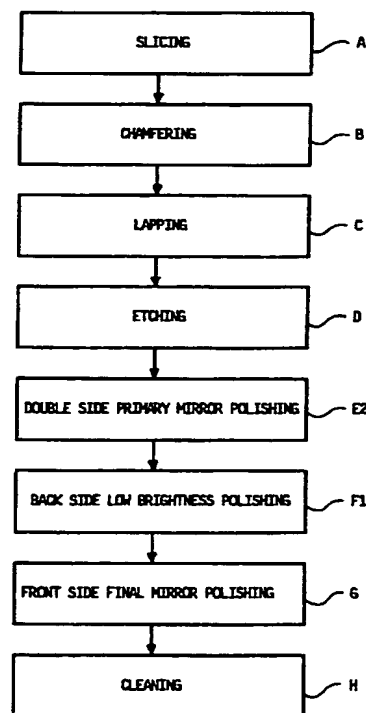 SLICING A
CHAMFERING B
LAPPING C
ETCHING D
DOUBLE SIDE PRIMARY MIRROR POLISHING E2
BACK SIDE LOW BRIGHTNESS POLISHING F1
FRONT SIDE FINAL MIRROR POLISHING G
CLEANING H